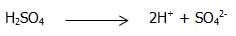 H₂SO₄ ⟶ 2H⁺ + SO₄²⁻